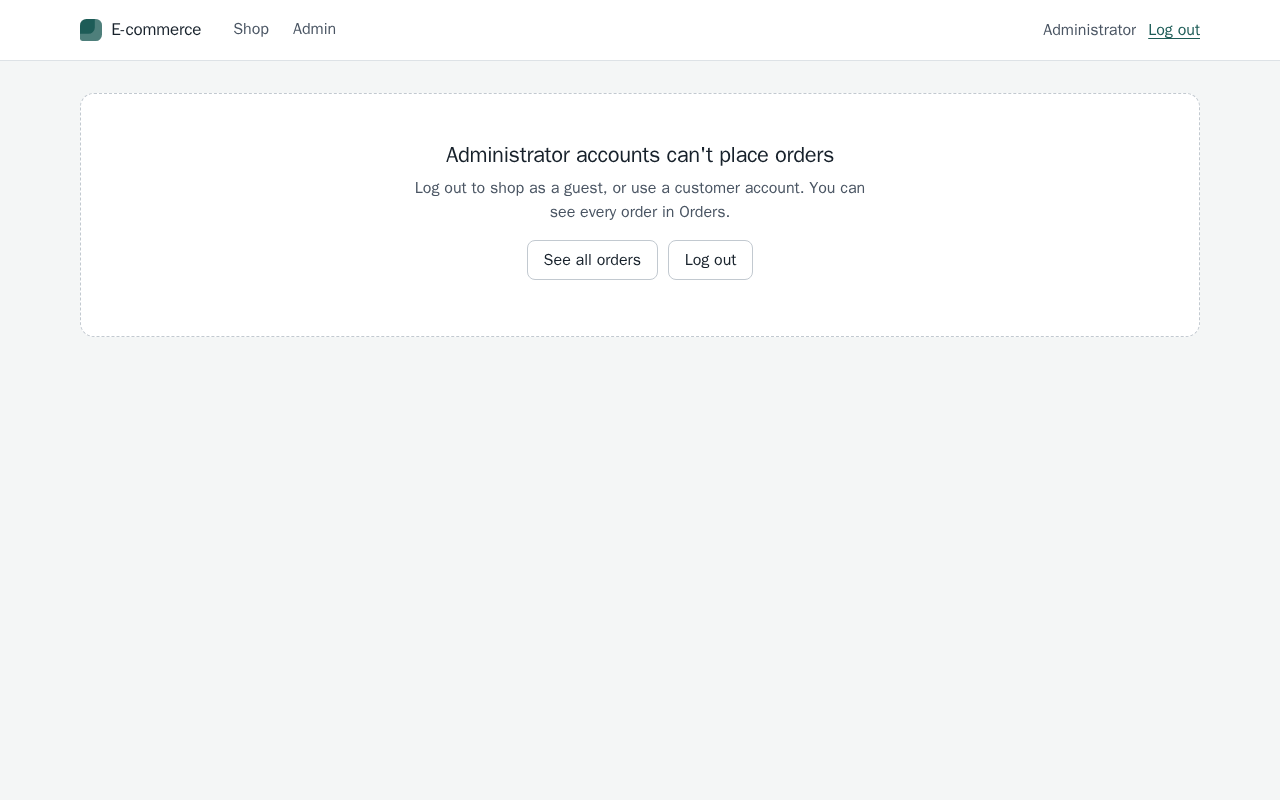 E-commerce Shop Admin Administrator Log out
Administrator accounts can't place orders
Log out to shop as a guest, or use a customer account. You can
see every order in Orders.
See all orders Log out